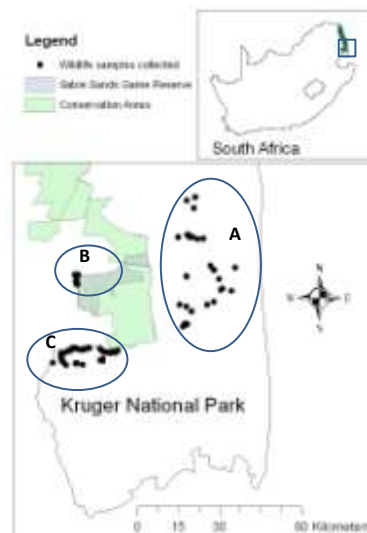 Legend
Wildlife samples collected
Sabie Sands Game Reserve
Conservation Areas
South Africa
A
B
C
N
W E
S
Kruger National Park
0 15 30 60 Kilometers